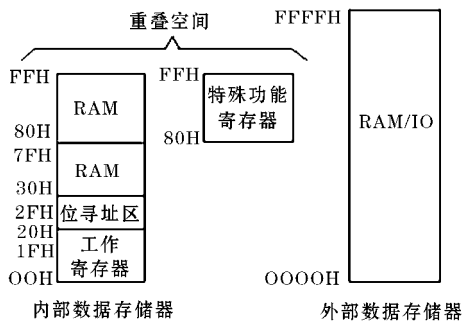 重叠空间
FFFFH
FFH
RAM
80H
7FH
RAM
30H
2FH
位寻址区
20H
1FH
工作
寄存器
OOH
内部数据存储器
FFH
特殊功能
寄存器
80H
RAM/IO
OOOOH
外部数据存储器